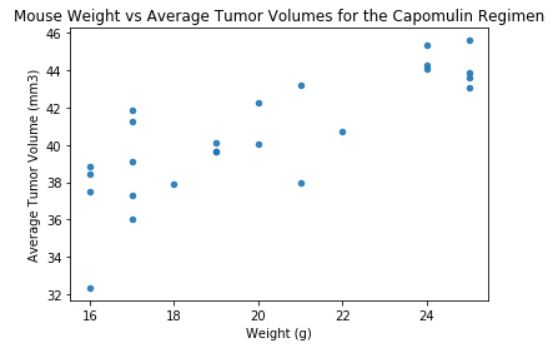 Mouse Weight vs Average Tumor Volumes for the Capomulin Regimen
46
44
42
40
38
36
34
32
Average Tumor Volume (mm3)
16 18 20 22 24
Weight (g)